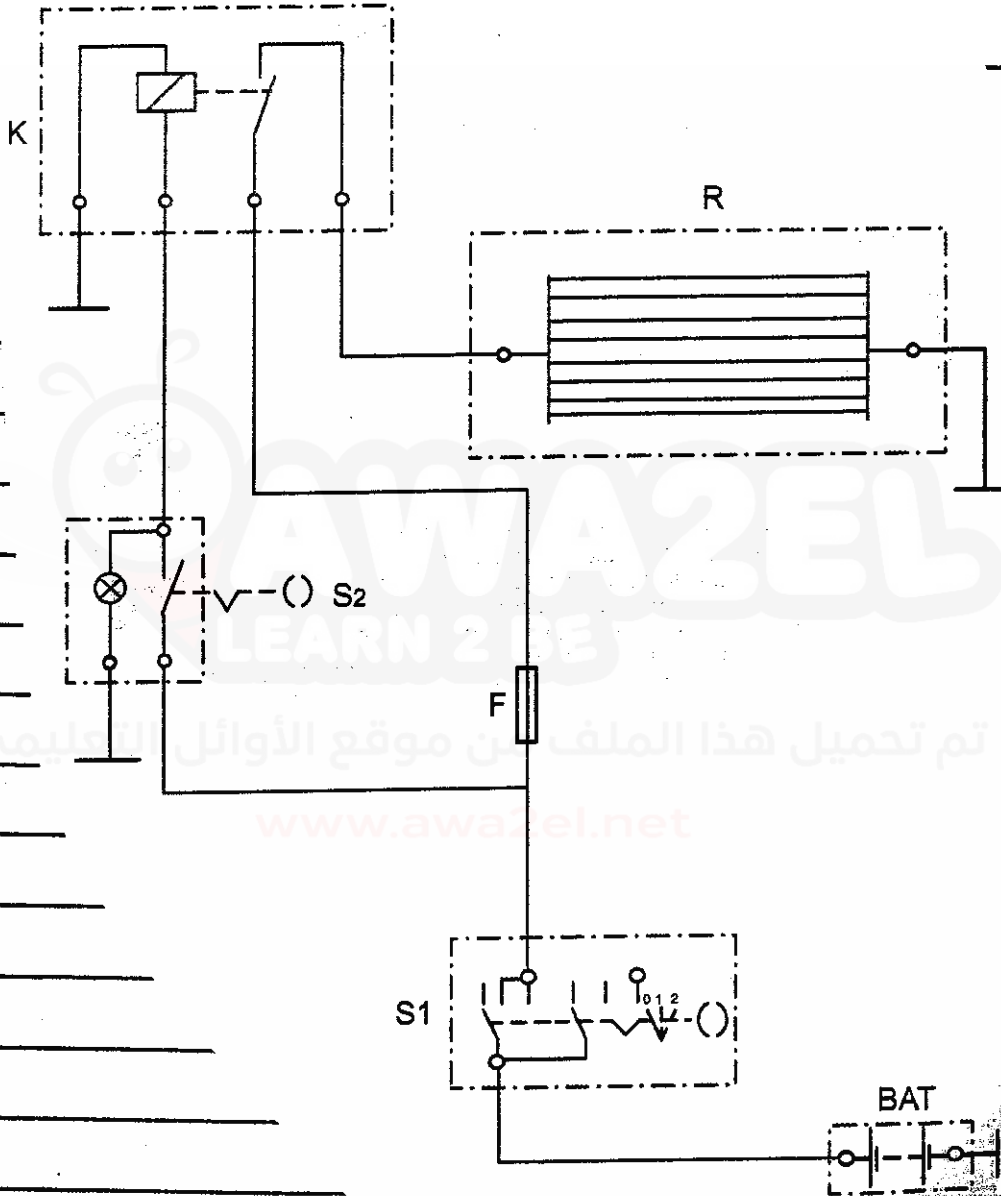 K
R
AWA2EL
LEARN 2 BE
S2
F
تم تحميل هذا الملف من موقع الأوائل التعليمي
www.awa2el.net
S1
0 1 2
BAT